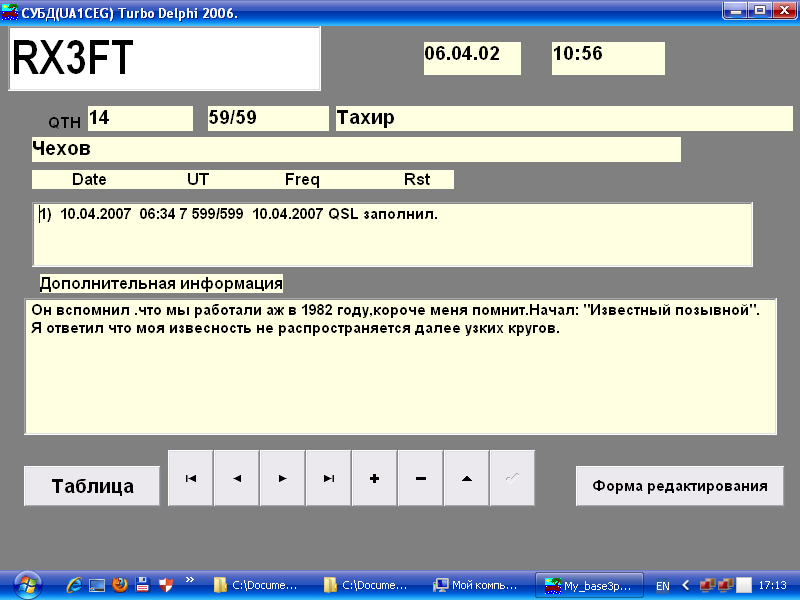 СУБД(UA1CEG) Turbo Delphi 2006.
RX3FT
06.04.02 10:56
QTH 14 59/59 Тахир
Чехов
Date UT Freq Rst
1) 10.04.2007 06:34 7 599/599 10.04.2007 QSL заполнил.
Дополнительная информация
Он вспомнил .что мы работали аж в 1982 году,короче меня помнит.Начал: "Известный позывной".
Я ответил что моя известность не распространяется далее узких кругов.
Таблица
Форма редактирования
C:\Docume... C:\Docume... Мой компь... My_base3p... EN 17:13